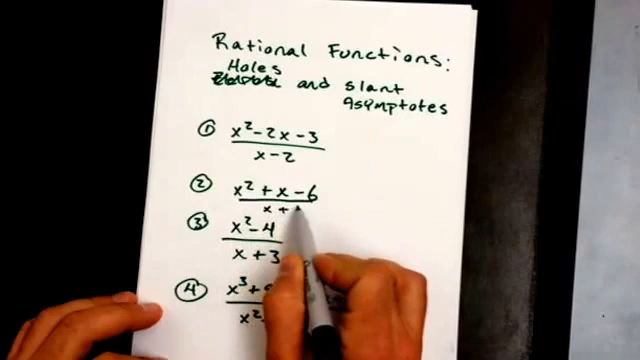 Rational Functions:
Holes
and slant
asymptotes
① x² - 2x - 3
x - 2
② x² + x - 6
x +
③ x² - 4
x + 3
④ x³ +
x²